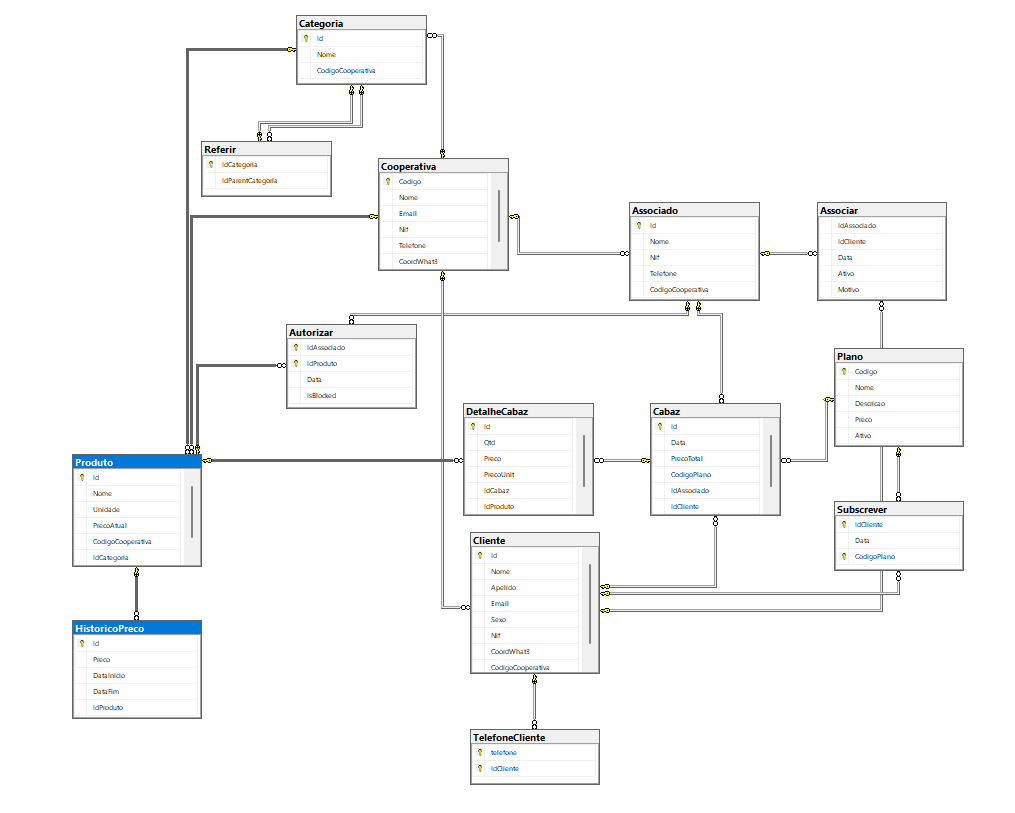 Categoria
Id
Nome
CodigoCooperativa
Referir
IdCategoria
IdParentCategoria
Cooperativa
Codigo
Nome
Email
Nif
Telefone
CoordWhat3
Associado
Id
Nome
Nif
Telefone
CodigoCooperativa
Associar
IdAssociado
IdCliente
Data
Ativo
Motivo
Autorizar
IdAssociado
IdProduto
Data
IsBlocked
Plano
Codigo
Nome
Descricao
Preco
Ativo
DetalheCabaz
Id
Qtd
Preco
PrecoUnit
IdCabaz
IdProduto
Cabaz
Id
Data
PrecoTotal
CodigoPlano
IdAssociado
IdCliente
Produto
Id
Nome
Unidade
PrecoAtual
CodigoCooperativa
IdCategoria
Subscrever
IdCliente
Data
CodigoPlano
Cliente
Id
Nome
Apelido
Email
Sexo
Nif
CoordWhat3
CodigoCooperativa
HistoricoPreco
Id
Preco
DataInicio
DataFim
IdProduto
TelefoneCliente
telefone
IdCliente